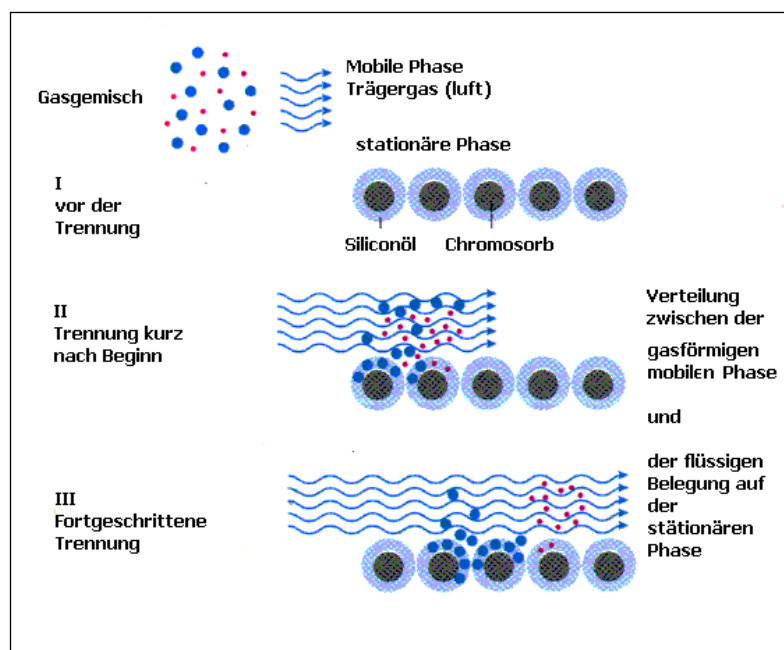 Gasgemisch
Mobile Phase
Trägergas (luft)
stationäre Phase
I
vor der
Trennung
Siliconöl
Chromosorb
II
Trennung kurz
nach Beginn
Verteilung
zwischen der
gasförmigen
mobilen Phase
und
der flüssigen
Belegung auf
der
stätionären
Phase
III
Fortgeschrittene
Trennung